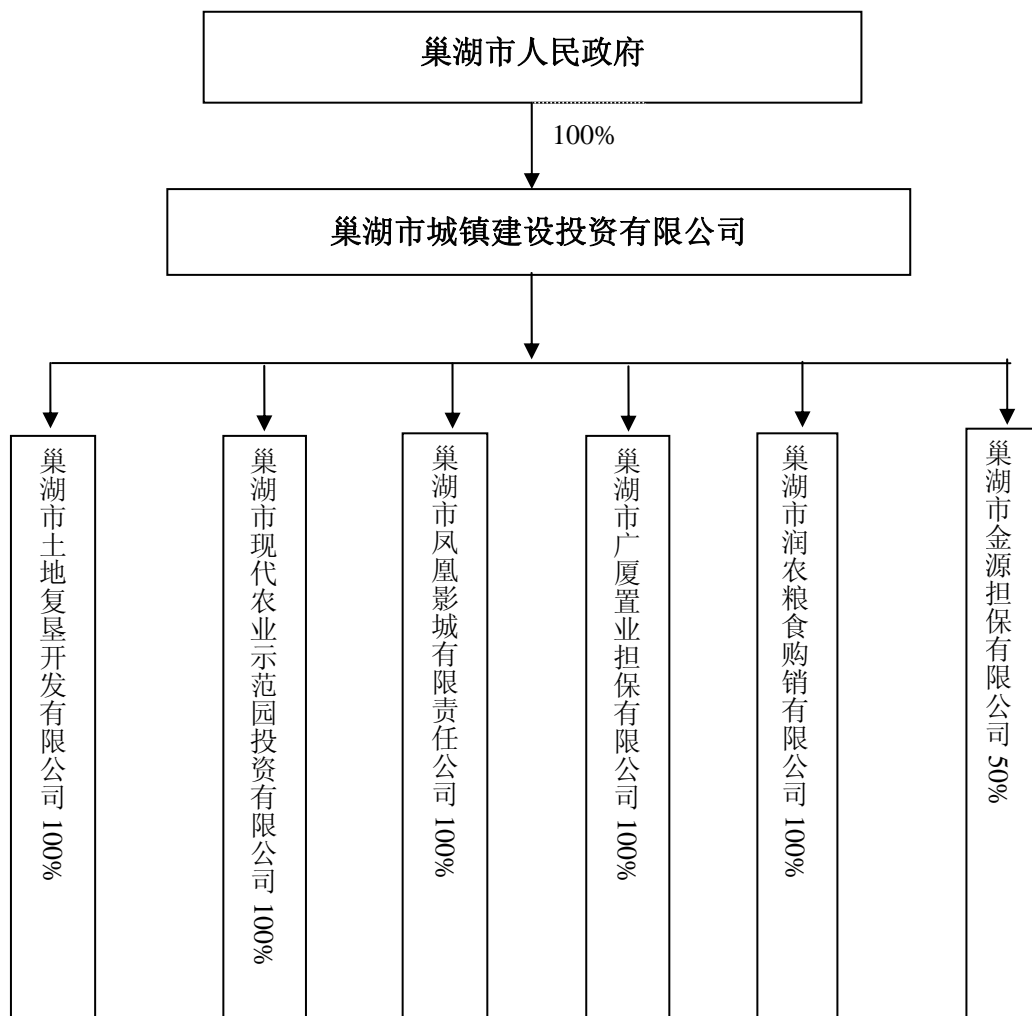 巢湖市人民政府
100%
巢湖市城镇建设投资有限公司
巢湖市土地复垦开发有限公司 100%
巢湖市现代农业示范园投资有限公司 100%
巢湖市凤凰影城有限责任公司 100%
巢湖市广厦置业担保有限公司 100%
巢湖市润农粮食购销有限公司 100%
巢湖市金源担保有限公司 50%